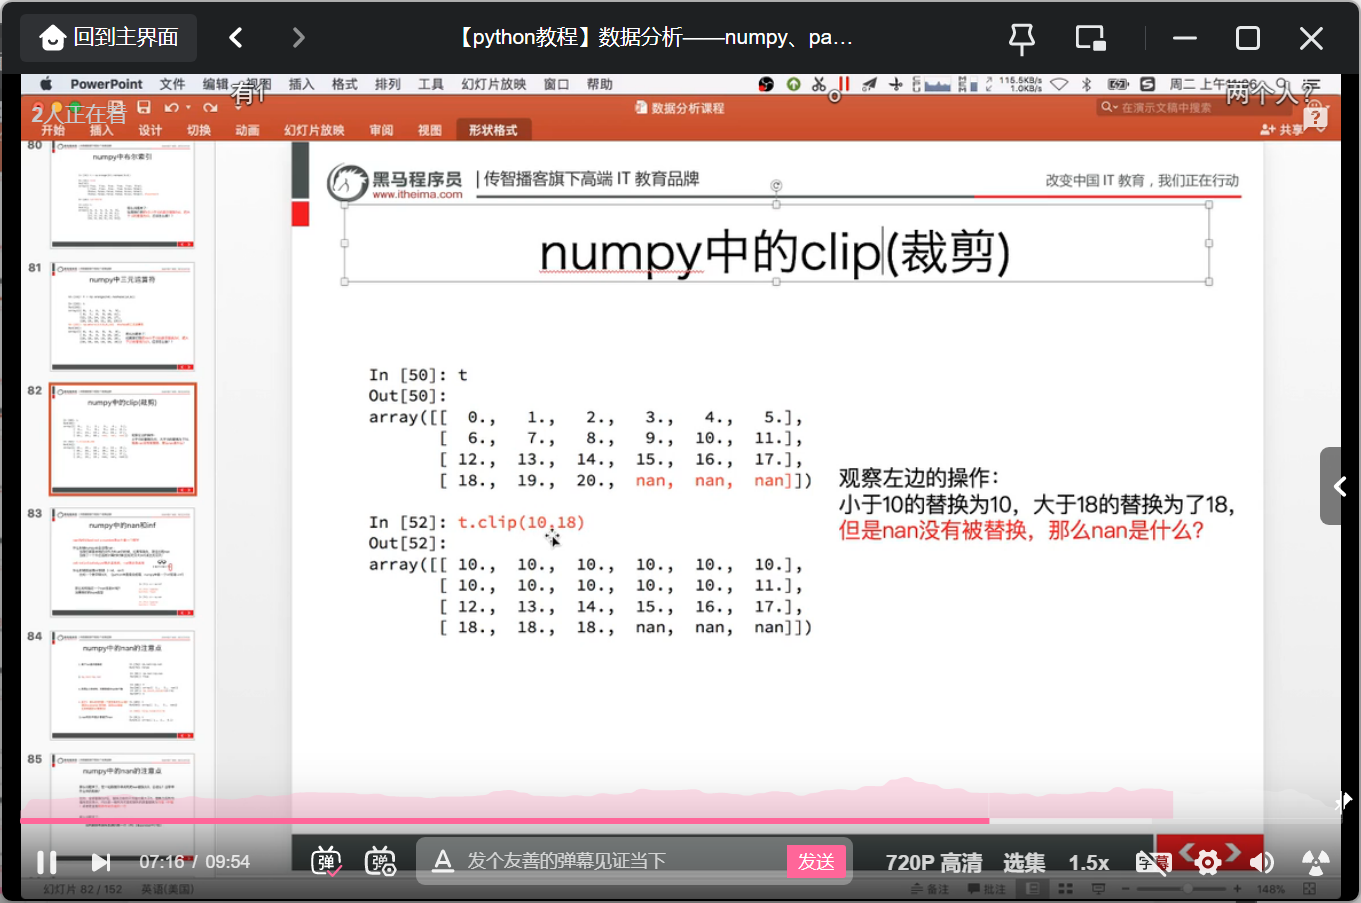 回到主界面
【python教程】数据分析——numpy、pa…
PowerPoint 文件 编辑 视图 插入 格式 排列 工具 幻灯片放映 窗口 帮助
115.5KB/s
1.0KB/s
周二 上午
有1
两个人？
2人正在看
数据分析课程
在演示文稿中搜索
开始 插入 设计 切换 动画 幻灯片放映 审阅 视图 形状格式
共享
80
numpy中布尔索引
81
numpy中三元运算符
82
numpy中的clip(裁剪)
83
numpy中的nan和inf
84
numpy中的nan的注意点
85
numpy中的nan的注意点
黑马程序员
www.itheima.com
传智播客旗下高端 IT 教育品牌
改变中国 IT 教育，我们正在行动
numpy中的clip(裁剪)
In [50]: t
Out[50]:
array([[ 0., 1., 2., 3., 4., 5.],
[ 6., 7., 8., 9., 10., 11.],
[ 12., 13., 14., 15., 16., 17.],
[ 18., 19., 20., nan, nan, nan]])
In [52]: t.clip(10,18)
Out[52]:
array([[ 10., 10., 10., 10., 10., 10.],
[ 10., 10., 10., 10., 10., 11.],
[ 12., 13., 14., 15., 16., 17.],
[ 18., 18., 18., nan, nan, nan]])
观察左边的操作：
小于10的替换为10，大于18的替换为了18，
但是nan没有被替换，那么nan是什么？
07:16 / 09:54
弹
弹
发个友善的弹幕见证当下
发送
720P 高清
选集
1.5x
字幕
幻灯片 82 / 152 英语(美国)
备注 批注
148%